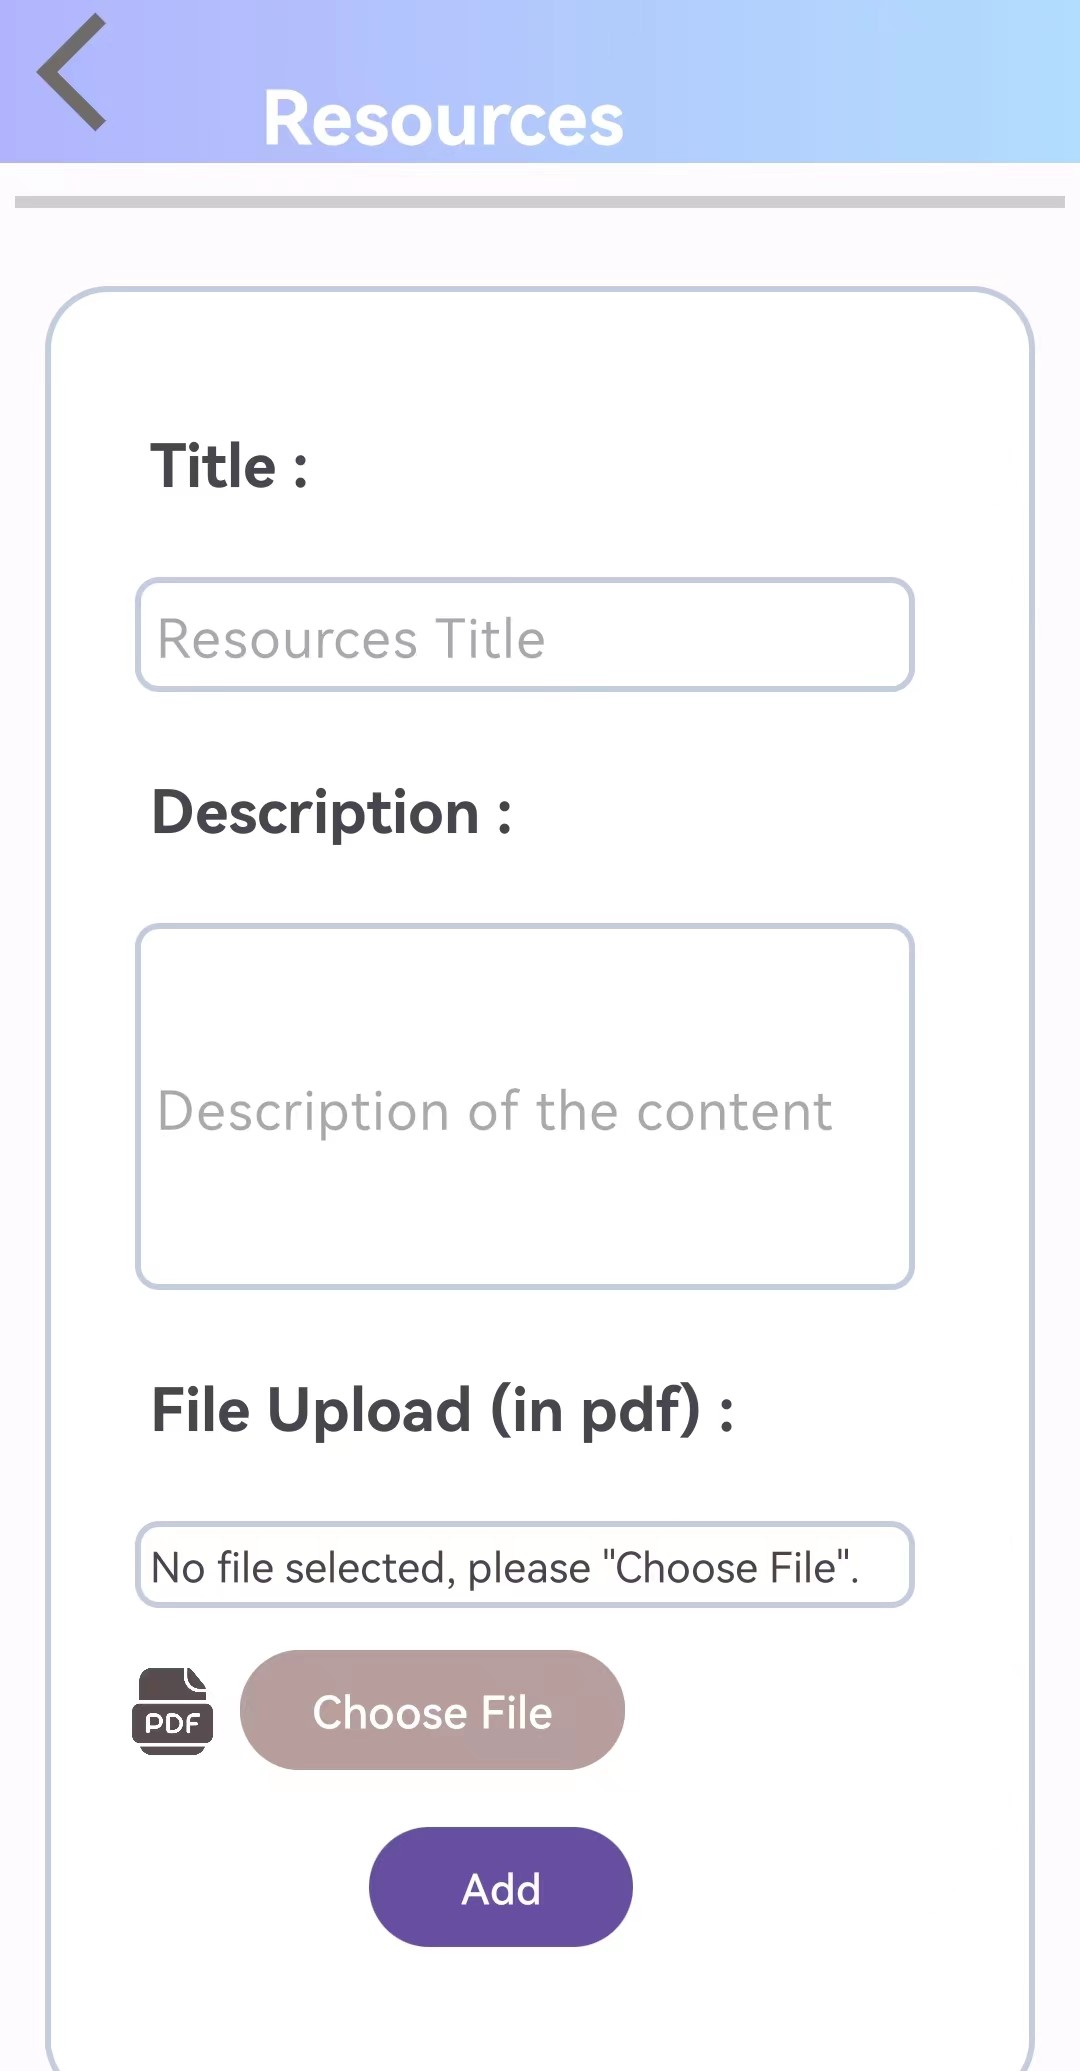 Resources
Title :
Resources Title
Description :
Description of the content
File Upload (in pdf) :
No file selected, please "Choose File".
PDF
Choose File
Add